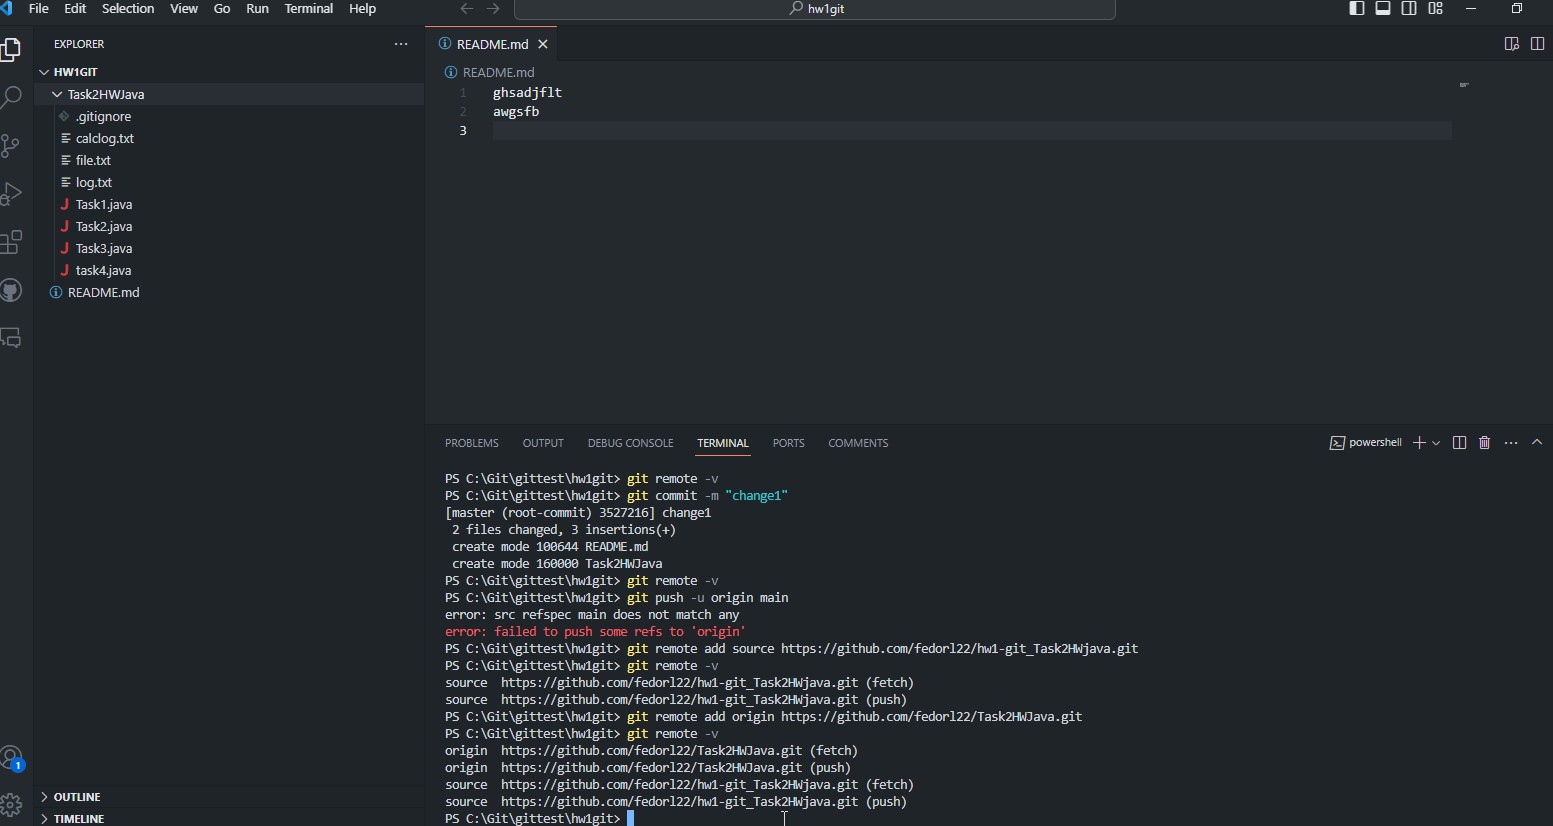 File Edit Selection View Go Run Terminal Help
hw1git
EXPLORER
HW1GIT
Task2HWJava
.gitignore
calclog.txt
file.txt
log.txt
Task1.java
Task2.java
Task3.java
task4.java
README.md
1
OUTLINE
TIMELINE
README.md
README.md
1 ghsadjflt
2 awgsfb
3
PROBLEMS OUTPUT DEBUG CONSOLE TERMINAL PORTS COMMENTS
powershell
PS C:\Git\gittest\hw1git> git remote -v
PS C:\Git\gittest\hw1git> git commit -m "change1"
[master (root-commit) 3527216] change1
2 files changed, 3 insertions(+)
create mode 100644 README.md
create mode 160000 Task2HWJava
PS C:\Git\gittest\hw1git> git remote -v
PS C:\Git\gittest\hw1git> git push -u origin main
error: src refspec main does not match any
error: failed to push some refs to 'origin'
PS C:\Git\gittest\hw1git> git remote add source https://github.com/fedorl22/hw1-git_Task2HWjava.git
PS C:\Git\gittest\hw1git> git remote -v
source https://github.com/fedorl22/hw1-git_Task2HWjava.git (fetch)
source https://github.com/fedorl22/hw1-git_Task2HWjava.git (push)
PS C:\Git\gittest\hw1git> git remote add origin https://github.com/fedorl22/Task2HWJava.git
PS C:\Git\gittest\hw1git> git remote -v
origin https://github.com/fedorl22/Task2HWJava.git (fetch)
origin https://github.com/fedorl22/Task2HWJava.git (push)
source https://github.com/fedorl22/hw1-git_Task2HWjava.git (fetch)
source https://github.com/fedorl22/hw1-git_Task2HWjava.git (push)
PS C:\Git\gittest\hw1git>